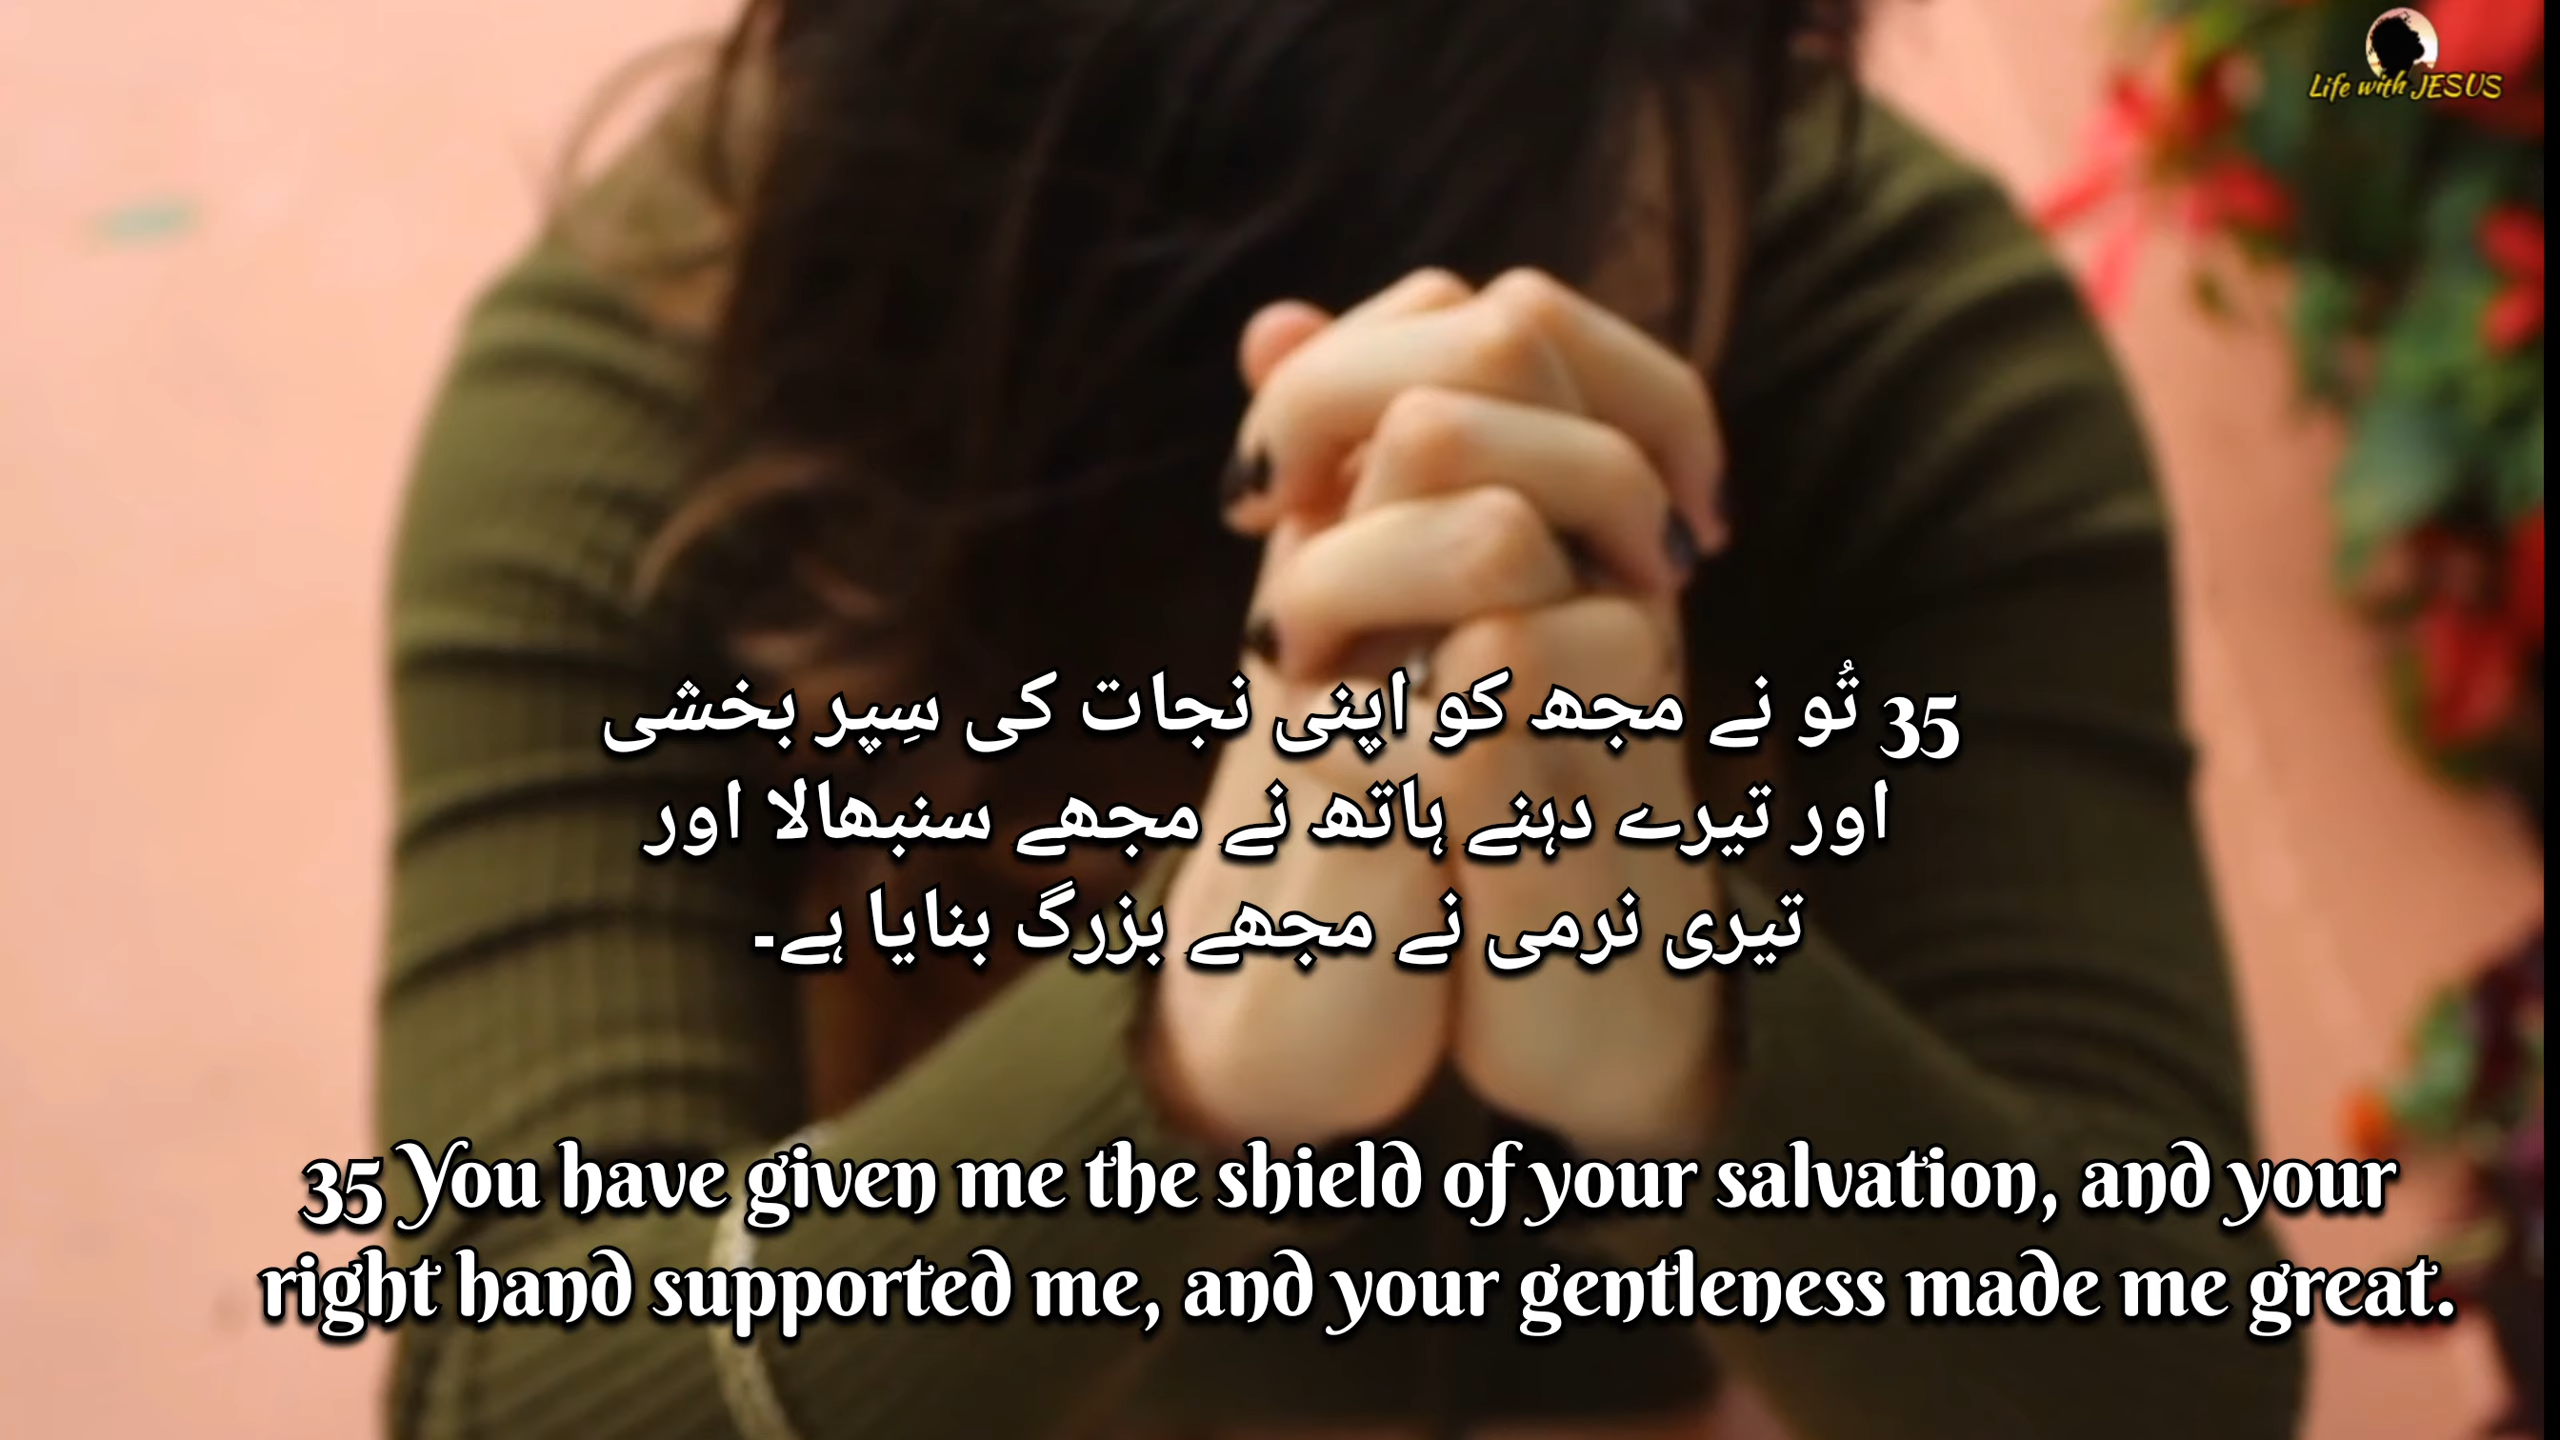 Life with JESUS
35 تُو نے مجھ کو اپنی نجات کی سِپر بخشی
اور تیرے دہنے ہاتھ نے مجھے سنبھالا اور
تیری نرمی نے مجھے بزرگ بنایا ہے۔
35 You have given me the shield of your salvation, and your
right hand supported me, and your gentleness made me great.